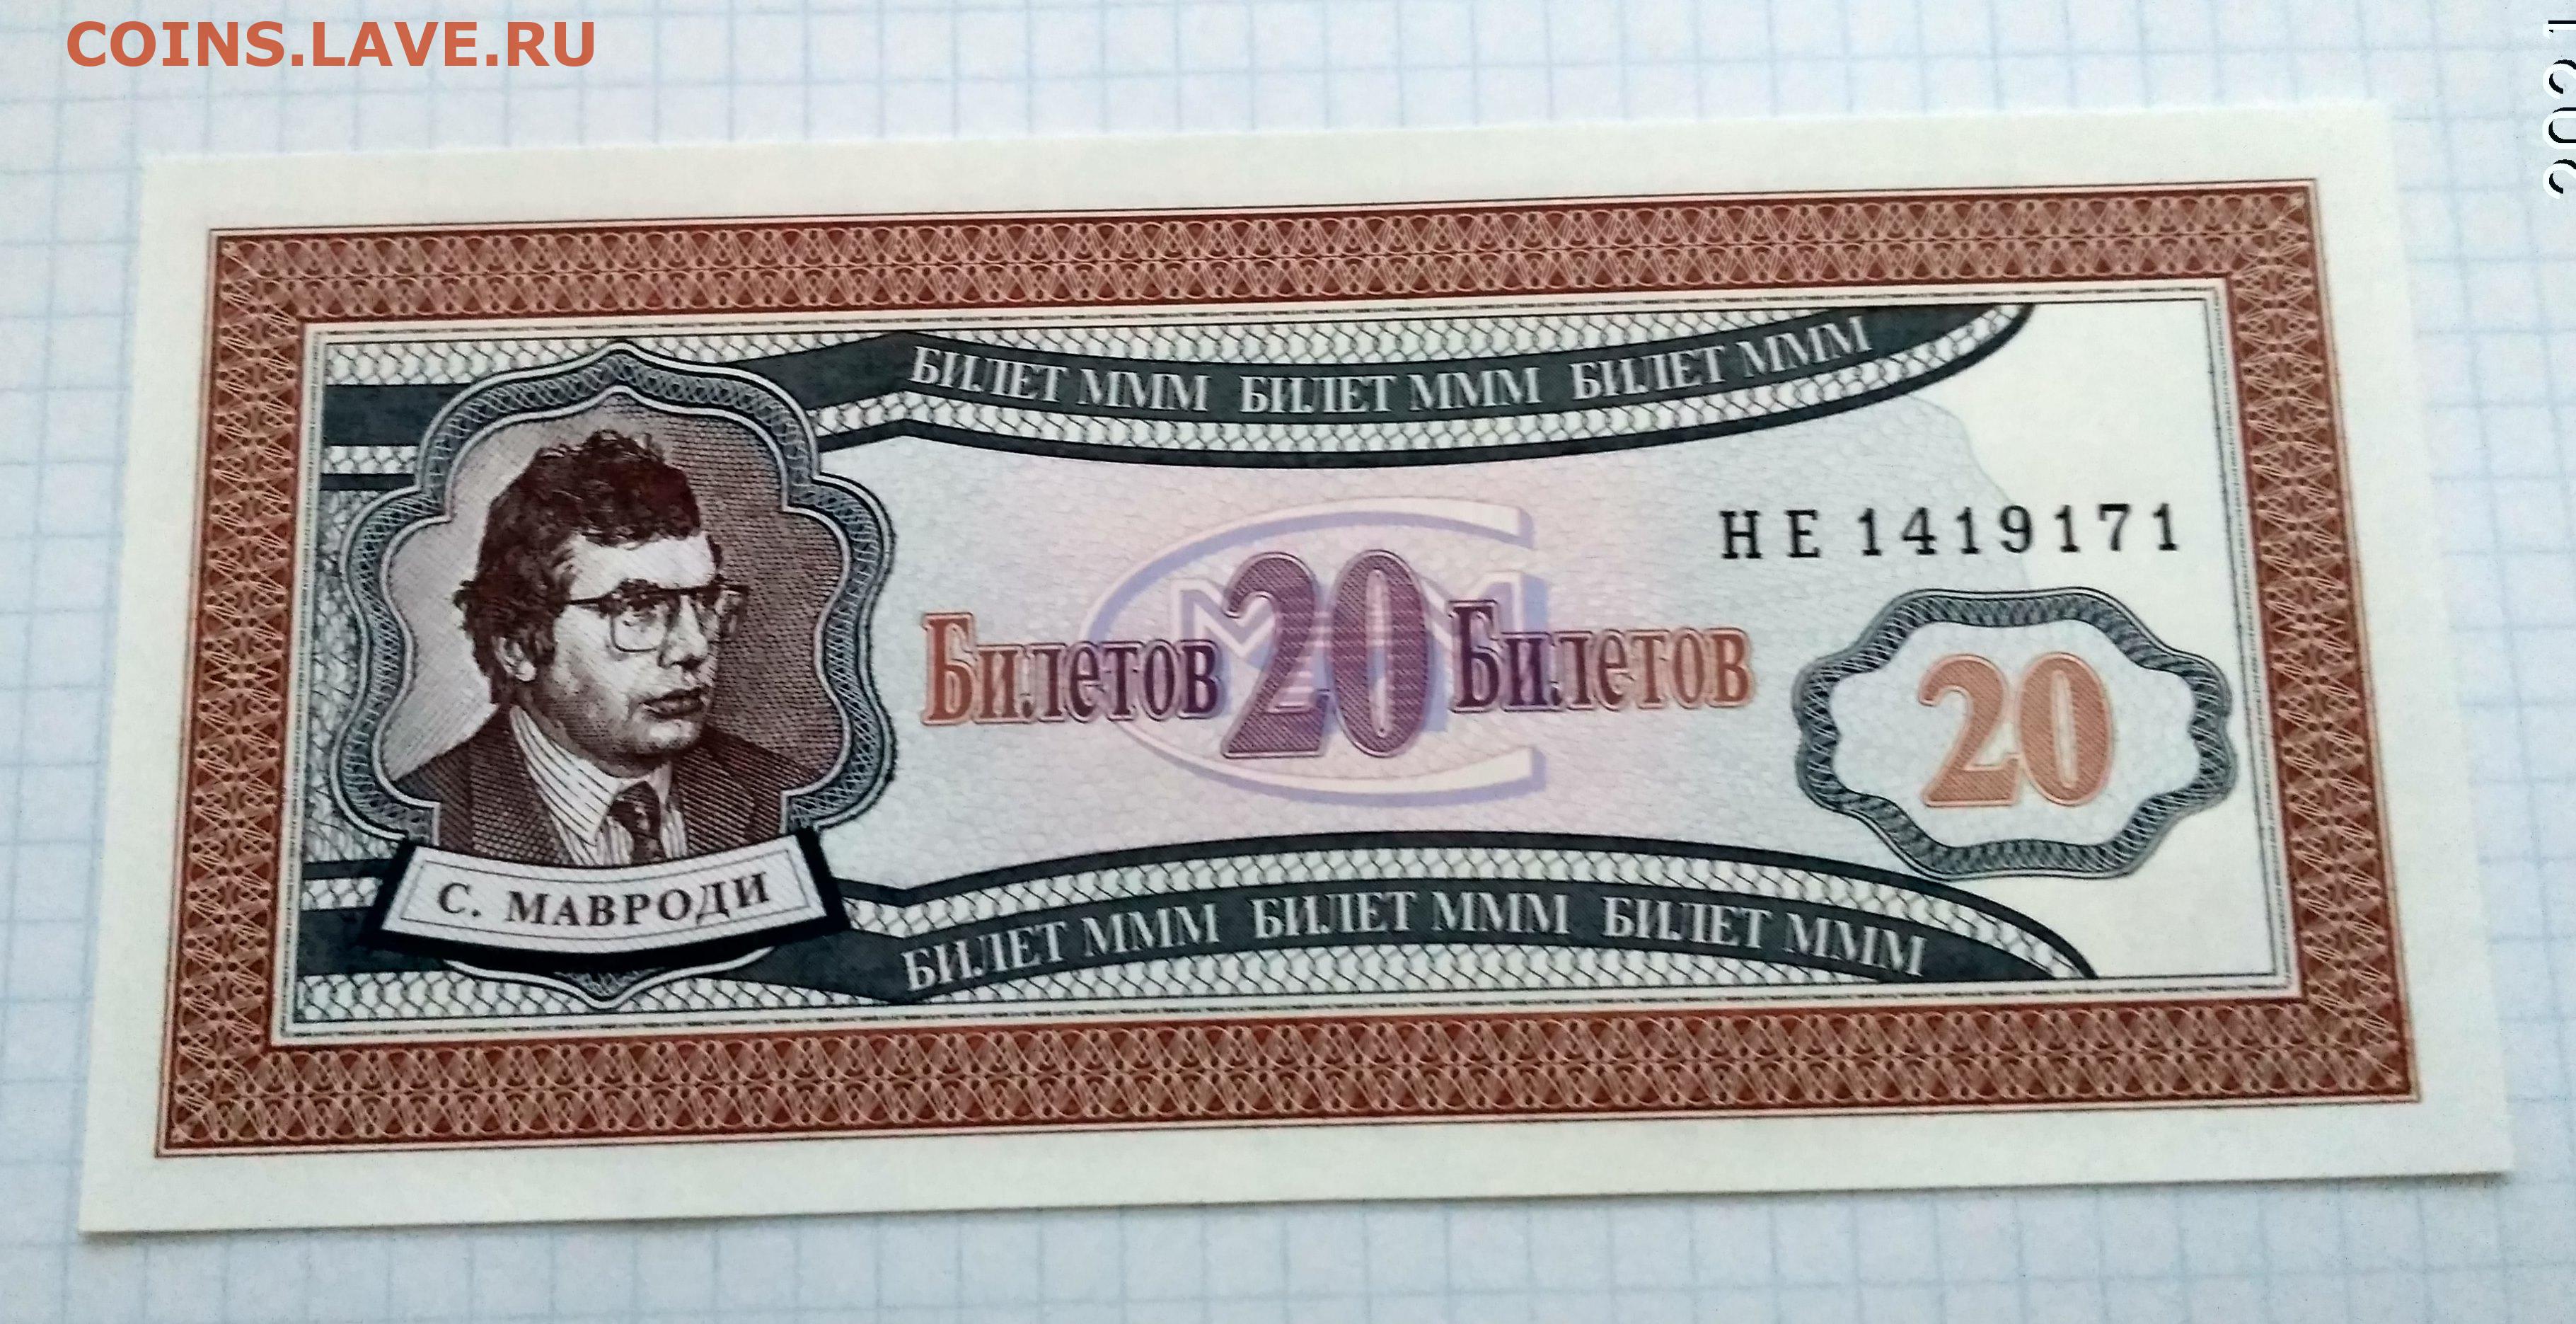 COINS.LAVE.RU
БИЛЕТ МММ БИЛЕТ МММ БИЛЕТ МММ
НЕ 1419171
Билетов 20 Билетов
20
С. МАВРОДИ
БИЛЕТ МММ БИЛЕТ МММ БИЛЕТ МММ